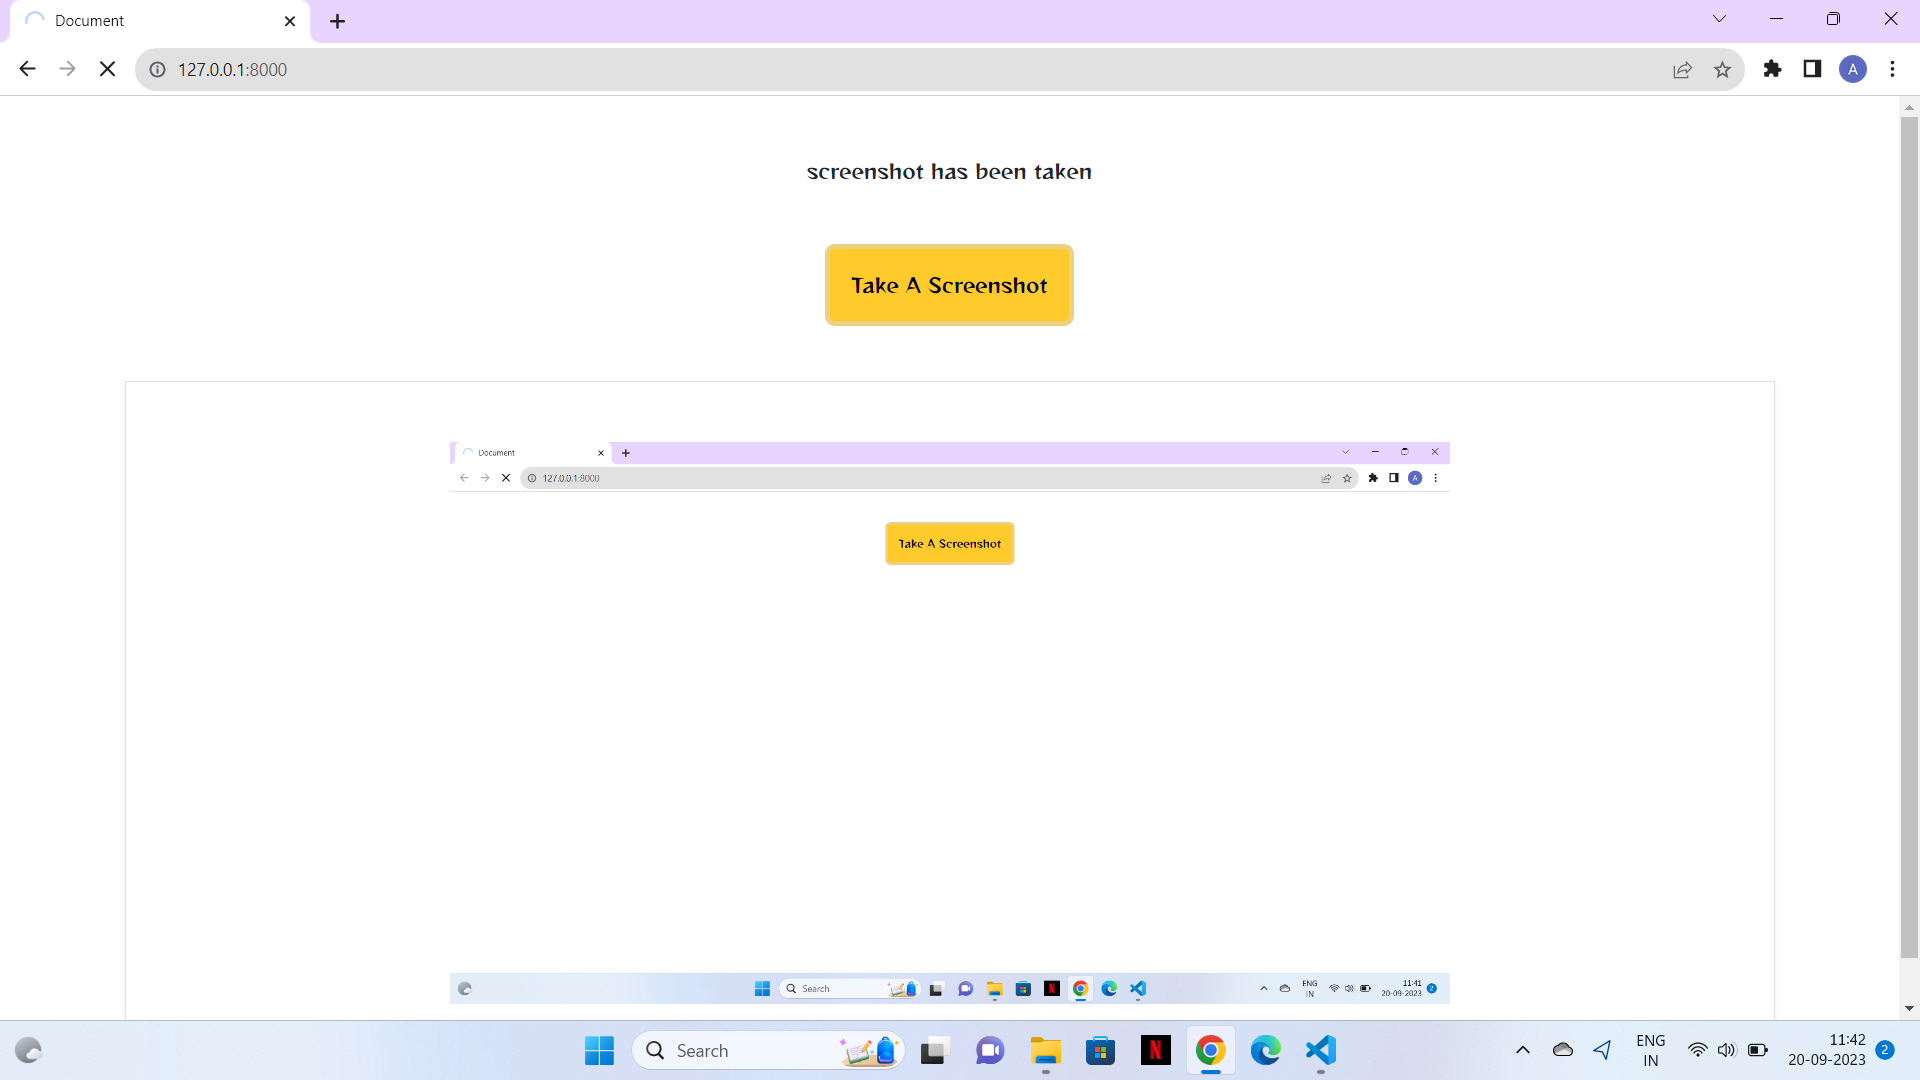 Document
127.0.0.1:8000
A
screenshot has been taken
Take A Screenshot
Document
127.0.0.1:8000
A
Take A Screenshot
Search
N
ENG
IN
11:41
20-09-2023
2
Search
N
ENG
IN
11:42
20-09-2023
2